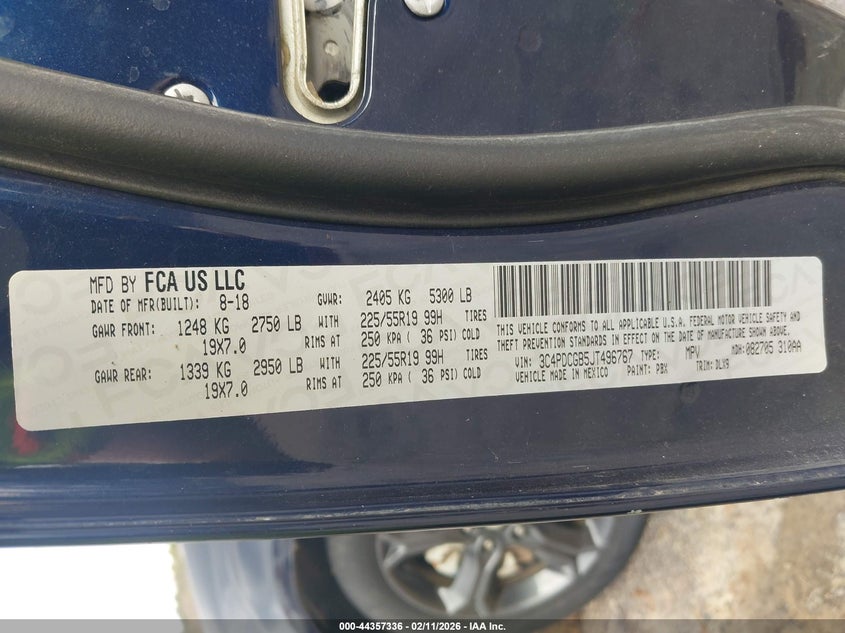 MFD BY FCA US LLC
DATE OF MFR(BUILT): 8-18 GVWR: 2405 KG 5300 LB
GAWR FRONT: 1248 KG 2750 LB WITH 225/55R19 99H TIRES
19X7.0 RIMS AT 250 KPA ( 36 PSI) COLD
GAWR REAR: 1339 KG 2950 LB WITH 225/55R19 99H TIRES
19X7.0 RIMS AT 250 KPA ( 36 PSI) COLD
THIS VEHICLE CONFORMS TO ALL APPLICABLE U.S.A. FEDERAL MOTOR VEHICLE SAFETY AND
THEFT PREVENTION STANDARDS IN EFFECT ON THE DATE OF MANUFACTURE SHOWN ABOVE.
VIN: 3C4PDCGB5JT496767 TYPE: MPV MDH: 082705 310AA
VEHICLE MADE IN MEXICO PAINT: PBX TRIM: DLX9
000-44357336 - 02/11/2026 - IAA Inc.